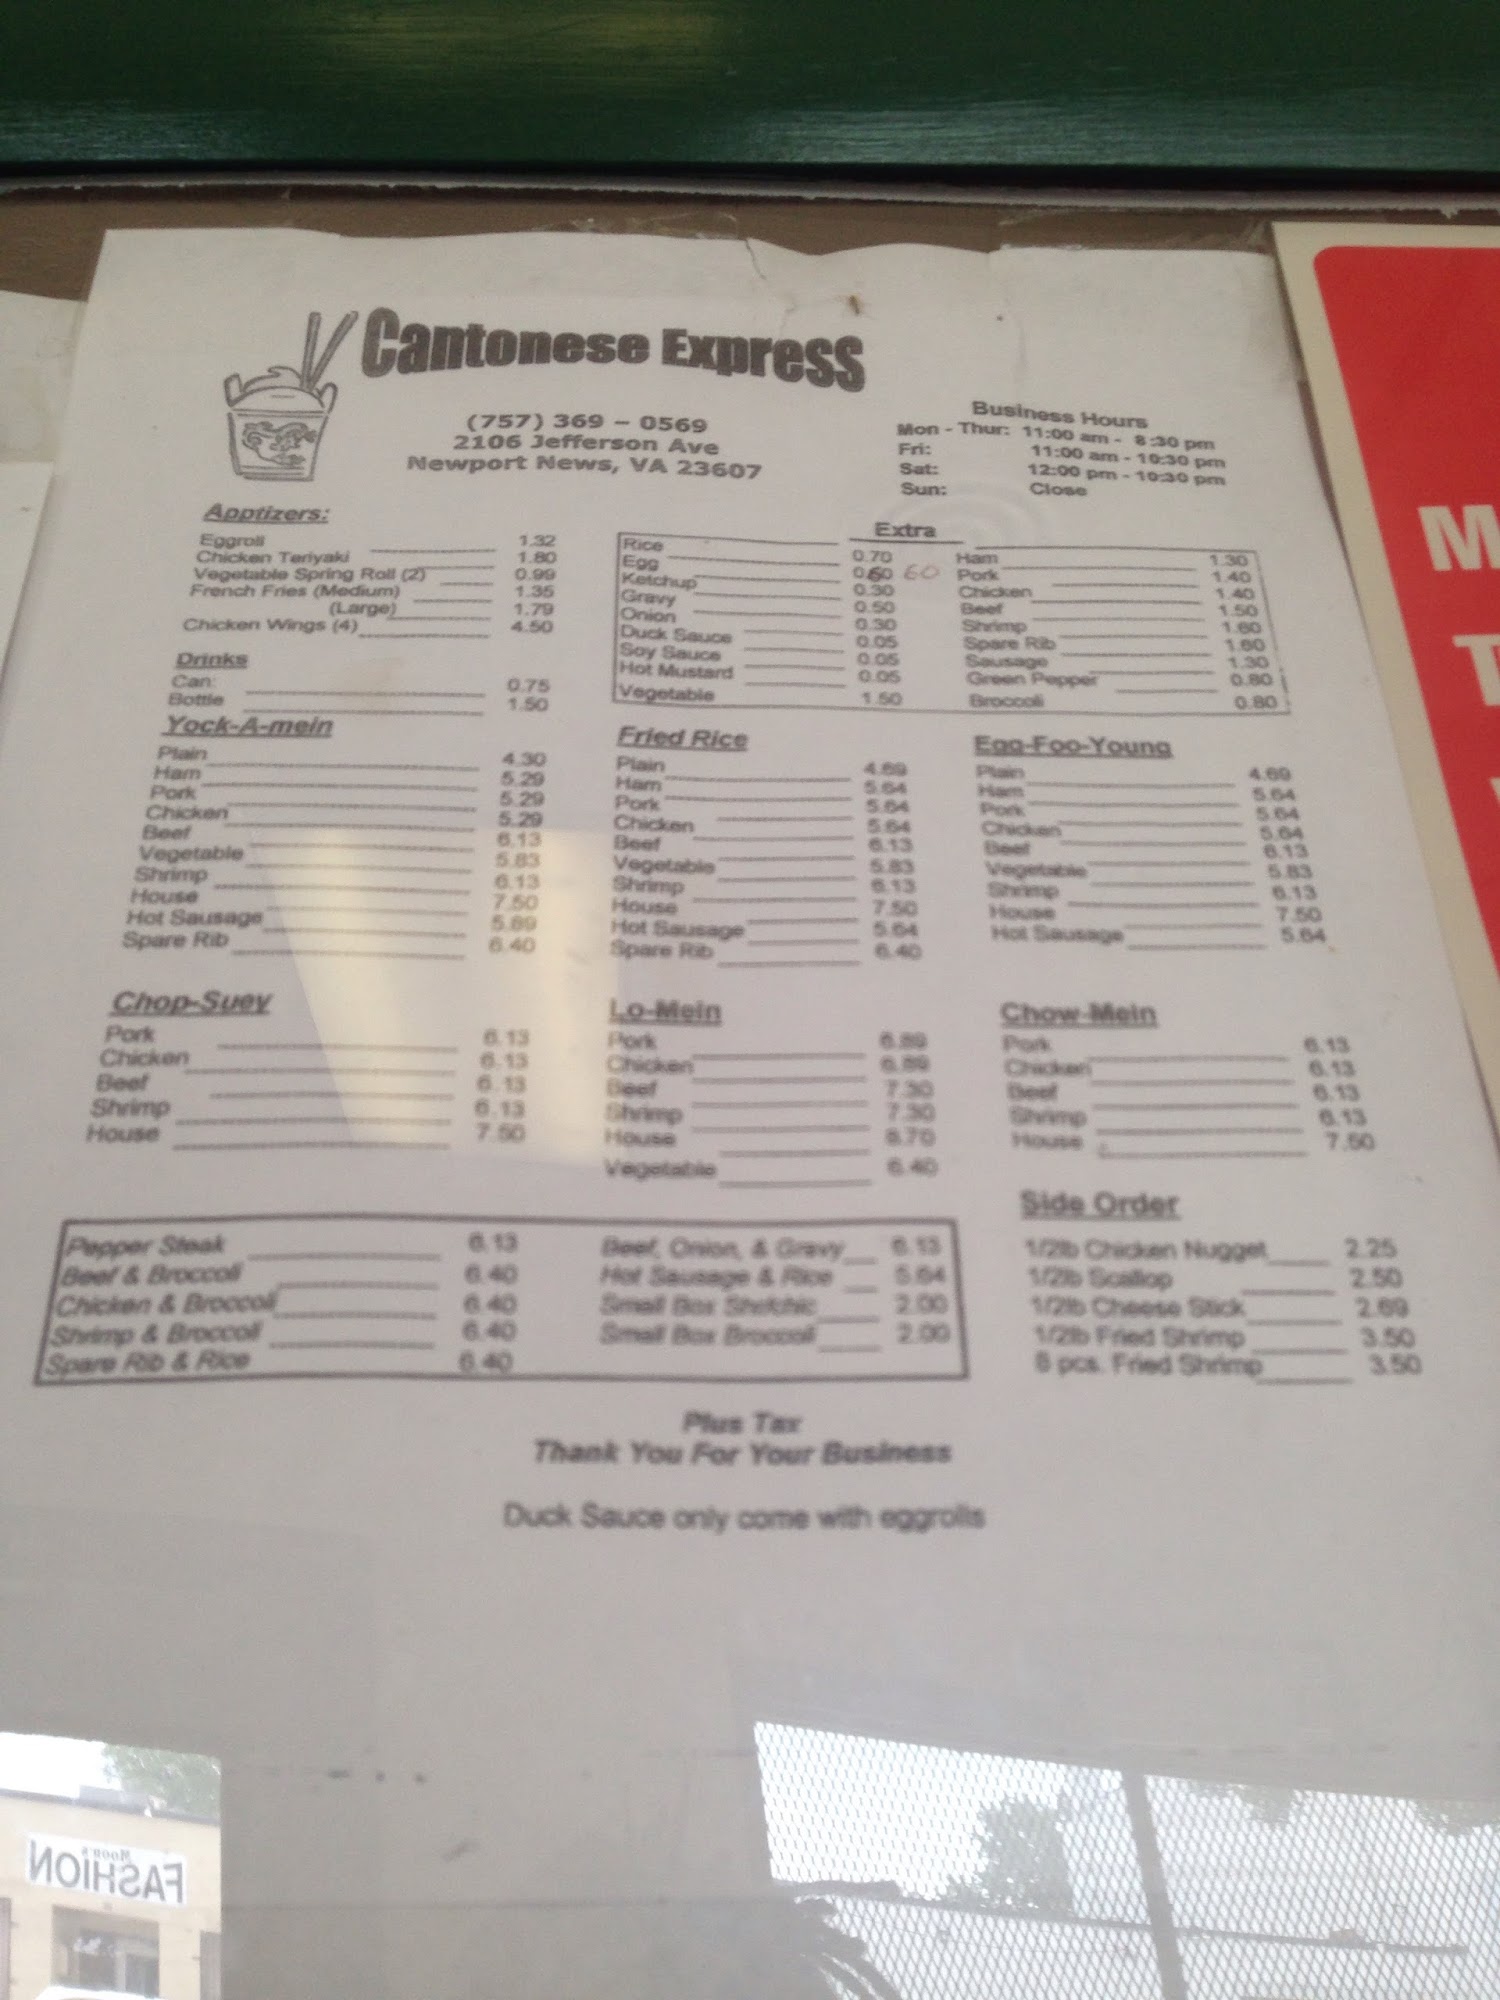 Cantonese Express
(757) 369 – 0569
2106 Jefferson Ave
Newport News, VA 23607
Business Hours
Mon - Thur: 11:00 am - 8:30 pm
Fri: 11:00 am - 10:30 pm
Sat: 12:00 pm - 10:30 pm
Sun: Close
Apptizers:
Eggroll 1.32
Chicken Teriyaki 1.80
Vegetable Spring Roll (2) 0.99
French Fries (Medium) 1.35
(Large) 1.79
Chicken Wings (4) 4.50
Drinks
Can: 0.75
Bottle 1.50
Extra
Rice 0.70
Egg 0.60 60
Ketchup 0.30
Gravy 0.50
Onion 0.30
Duck Sauce 0.05
Soy Sauce 0.05
Hot Mustard 0.05
Vegetable 1.50
Ham 1.30
Pork 1.40
Chicken 1.40
Beef 1.50
Shrimp 1.60
Spare Rib 1.60
Sausage 1.30
Green Pepper 0.80
Broccoli 0.80
Yock-A-mein
Plain 4.30
Ham 5.29
Pork 5.29
Chicken 5.29
Beef 6.13
Vegetable 5.83
Shrimp 6.13
House 7.50
Hot Sausage 5.89
Spare Rib 6.40
Fried Rice
Plain 4.69
Ham 5.64
Pork 5.64
Chicken 5.64
Beef 6.13
Vegetable 5.83
Shrimp 6.13
House 7.50
Hot Sausage 5.64
Spare Rib 6.40
Egg-Foo-Young
Plain 4.69
Ham 5.64
Pork 5.64
Chicken 5.64
Beef 6.13
Vegetable 5.83
Shrimp 6.13
House 7.50
Hot Sausage 5.64
Chop-Suey
Pork 6.13
Chicken 6.13
Beef 6.13
Shrimp 6.13
House 7.50
Lo-Mein
Pork 6.89
Chicken 6.89
Beef 7.30
Shrimp 7.30
House 8.70
Vegetable 6.40
Chow-Mein
Pork 6.13
Chicken 6.13
Beef 6.13
Shrimp 6.13
House 7.50
Pepper Steak 6.13
Beef & Broccoli 6.40
Chicken & Broccoli 6.40
Shrimp & Broccoli 6.40
Spare Rib & Rice 6.40
Beef, Onion, & Gravy 6.13
Hot Sausage & Rice 5.64
Small Box 2.00
Small Box Broccoli 2.00
Side Order
1/2lb Chicken Nugget 2.25
1/2lb Scallop 2.50
1/2lb Cheese Stick 2.69
1/2lb Fried Shrimp 3.50
8 pcs. Fried Shrimp 3.50
Plus Tax
Thank You For Your Business
Duck Sauce only come with eggrolls
M
T
Moon's
FASHION